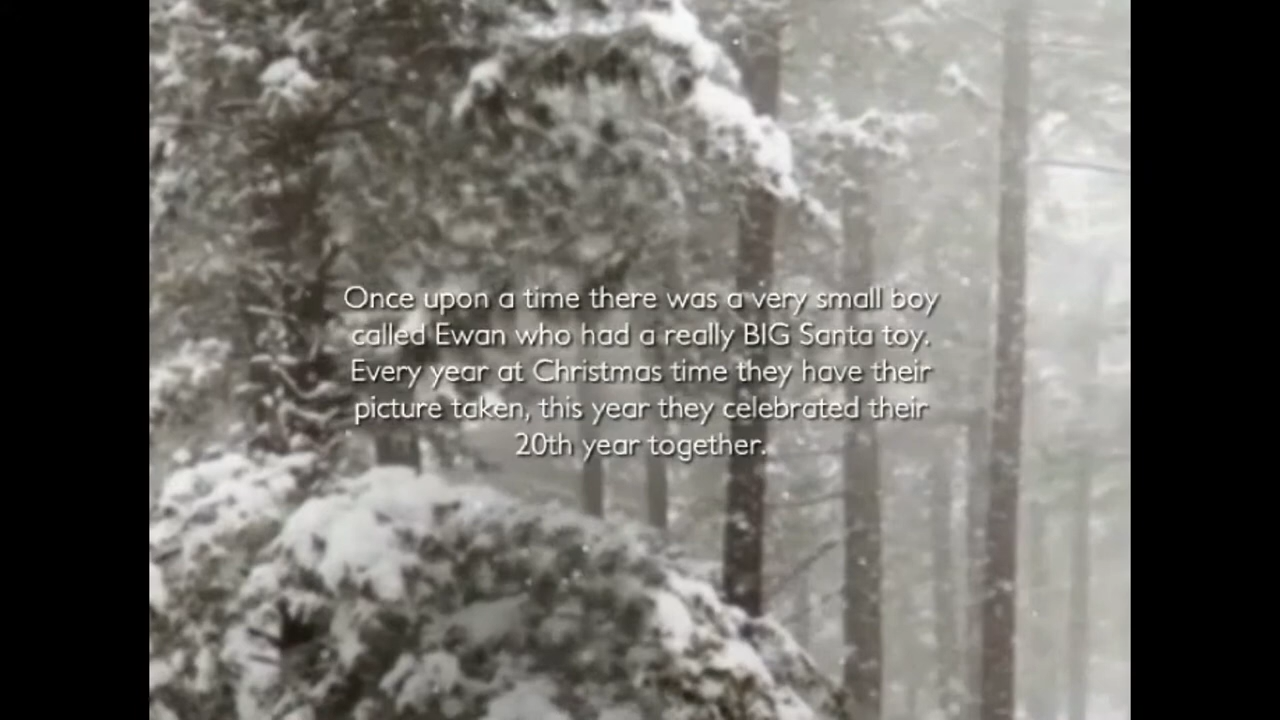 Once upon a time there was a very small boy
called Ewan who had a really BIG Santa toy.
Every year at Christmas time they have their
picture taken, this year they celebrated their
20th year together.